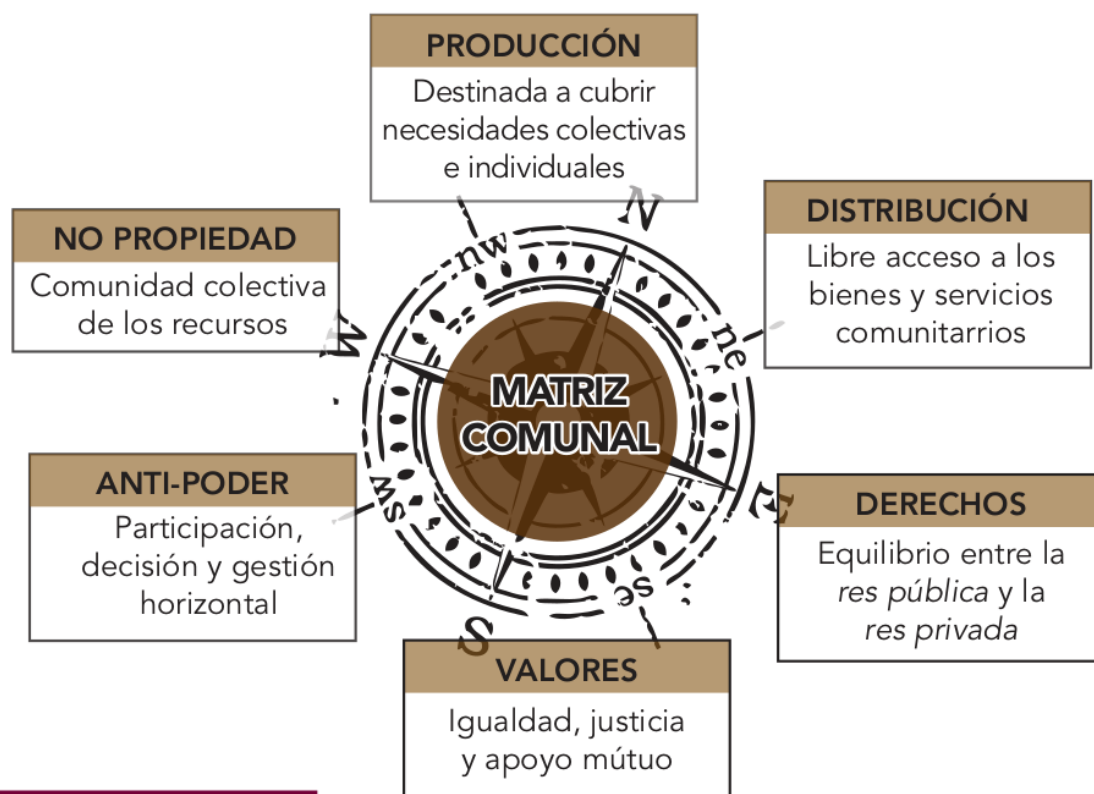 PRODUCCIÓN
Destinada a cubrir
necesidades colectivas
e individuales
NO PROPIEDAD
Comunidad colectiva
de los recursos
DISTRIBUCIÓN
Libre acceso a los
bienes y servicios
comunitarrios
N
nw
ne
W
MATRIZ
COMUNAL
ANTI-PODER
Participación,
decisión y gestión
horizontal
sw
E
DERECHOS
Equilibrio entre la
res pública y la
res privada
se
S
VALORES
Igualdad, justicia
y apoyo mútuo